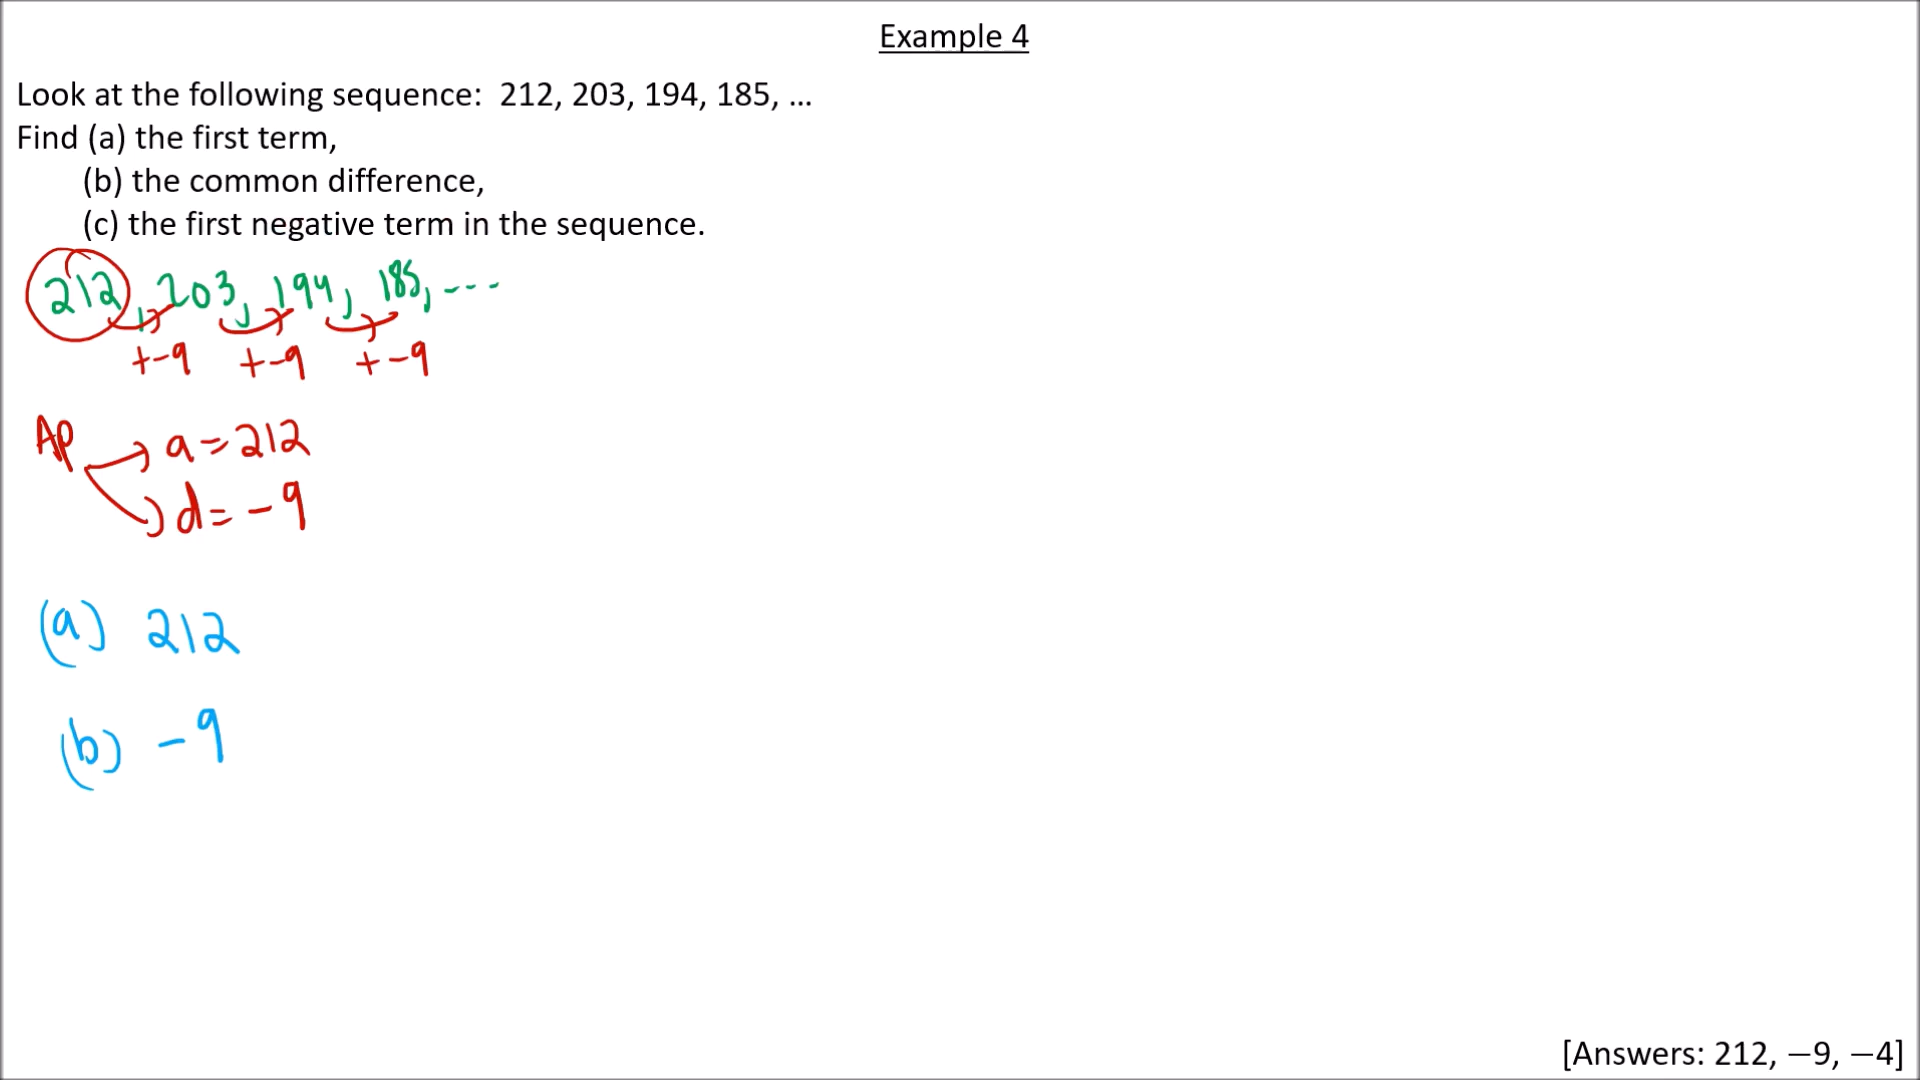 Example 4
Look at the following sequence:  212, 203, 194, 185, ...
Find (a) the first term,
(b) the common difference,
(c) the first negative term in the sequence.
212, 203, 194, 185, ----
+-9 +-9 +-9
AP → a = 212
→ d = -9
(a) 212
(b) -9
[Answers: 212, −9, −4]